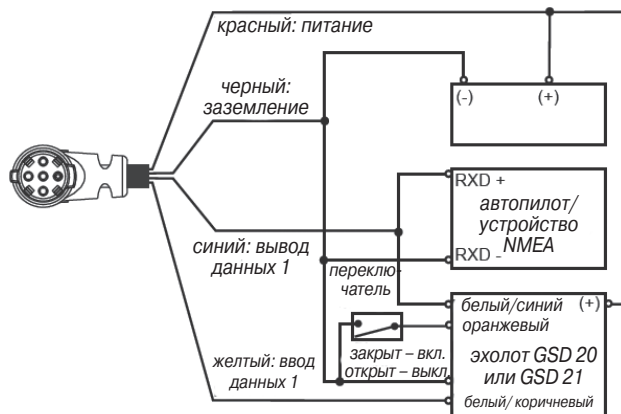 красный: питание
черный:
заземление
(-)
(+)
RXD +
автопилот/
устройство
NMEA
RXD -
синий: вывод
данных 1
переклю-
чатель
белый/синий
(+)
оранжевый
закрыт – вкл.
открыт – выкл.
эхолот GSD 20
или GSD 21
желтый: ввод
данных 1
белый/ коричневый